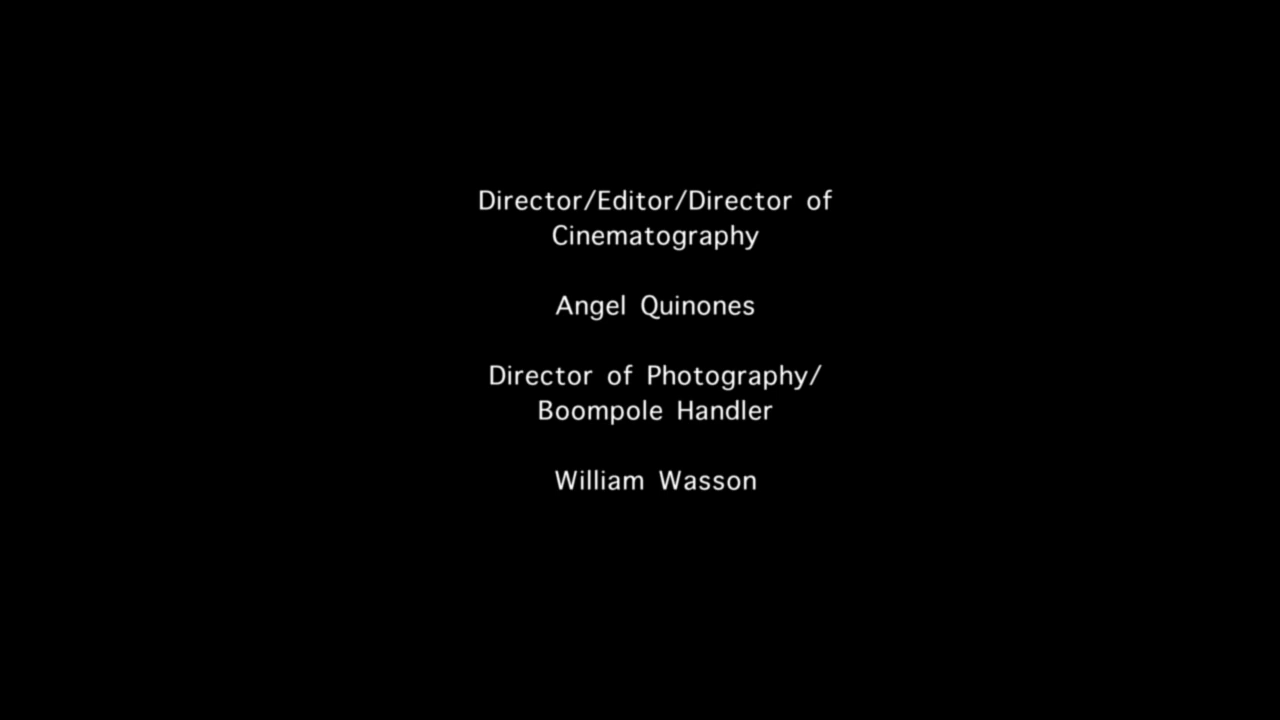 Director/Editor/Director of
Cinematography
Angel Quinones
Director of Photography/
Boompole Handler
William Wasson